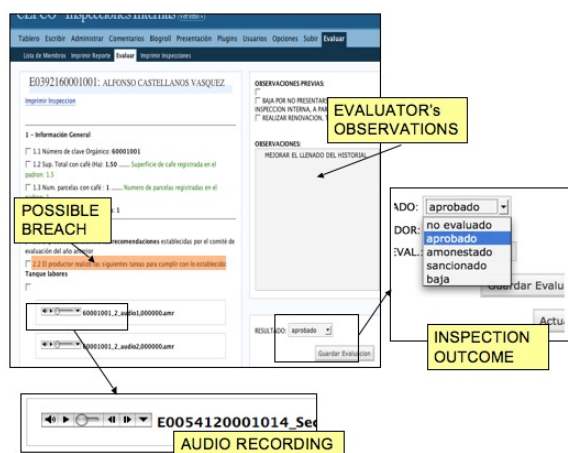 CEPCO Inspecciones Internas
Tablero Escribir Administrar Comentarios Blogroll Presentación Plugins Usuarios Opciones Subir Evaluar
Lista de Miembros Imprimir Reporte Evaluar Imprimir Inspecciones
E0392160001001: ALFONSO CASTELLANOS VASQUEZ
Imprimir Inspeccion
1 - Información General
1.1 Número de clave Orgánico: 60001001
1.2 Sup. Total con café (Ha): 1.50 ...... Superficie de cafe registrada en el
padron: 1.5
1.3 Num. parcelas con café : 1 ...... Numero de parcelas registradas en el
: 1
POSSIBLE
BREACH
recomendaciones establecidas por el comité de
evaluación del año anterior
2.2 El productor realizó las siguientes tareas para cumplir con lo establecido
Tanque labores
60001001_2_audio1,000000.amr
60001001_2_audio2,000000.amr
OBSERVACIONES PREVIAS:
BAJA POR NO PRESENTARS
INSPECCION INTERNA, A PAR
REALIZAR RENOVACION, T
EVALUATOR's
OBSERVATIONS
OBSERVACIONES:
MEJORAR EL LLENADO DEL HISTORIAL
RESULTADO: aprobado
Guardar Evaluacion
ADO: aprobado
DOR: no evaluado
aprobado
EVAL.: amonestado
sancionado
baja
Guardar Evalu
Actu
INSPECTION
OUTCOME
E0054120001014_Sec
AUDIO RECORDING